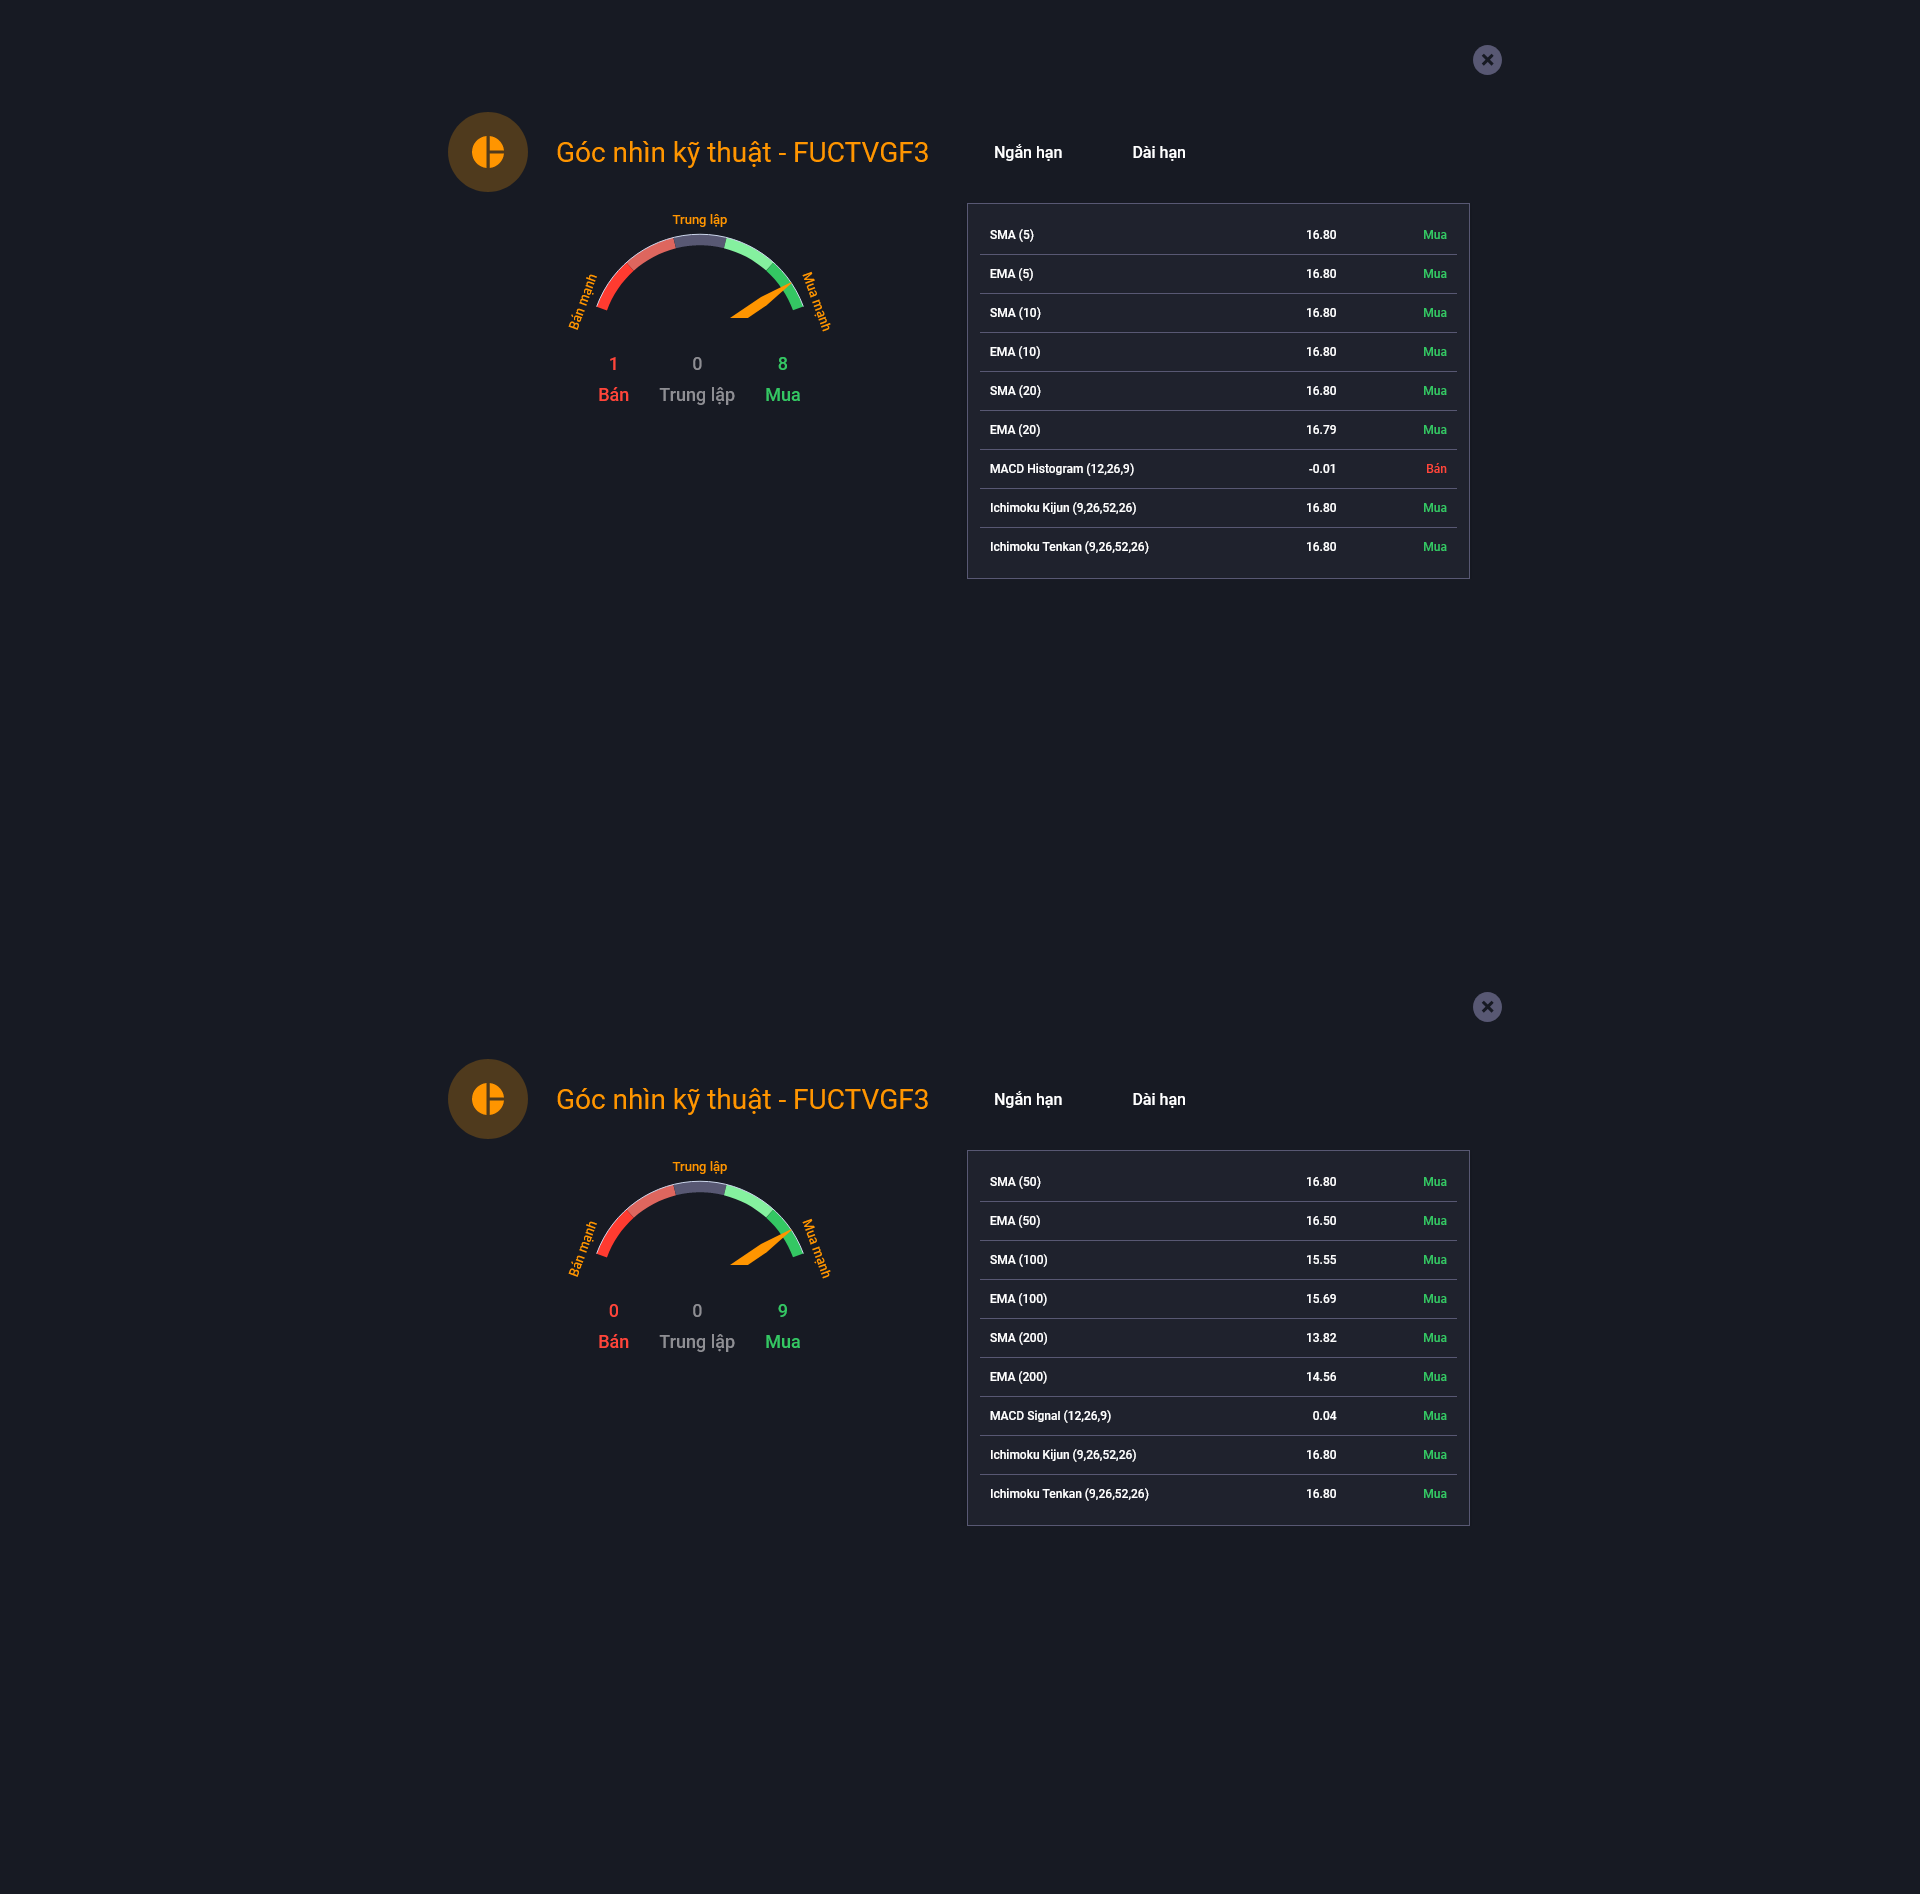 Góc nhìn kỹ thuật - FUCTVGF3
Ngắn hạn Dài hạn
Trung lập
Bán mạnh
Mua mạnh
1 0 8
Bán Trung lập Mua
SMA (5) 16.80 Mua
EMA (5) 16.80 Mua
SMA (10) 16.80 Mua
EMA (10) 16.80 Mua
SMA (20) 16.80 Mua
EMA (20) 16.79 Mua
MACD Histogram (12,26,9) -0.01 Bán
Ichimoku Kijun (9,26,52,26) 16.80 Mua
Ichimoku Tenkan (9,26,52,26) 16.80 Mua
Góc nhìn kỹ thuật - FUCTVGF3
Ngắn hạn Dài hạn
Trung lập
Bán mạnh
Mua mạnh
0 0 9
Bán Trung lập Mua
SMA (50) 16.80 Mua
EMA (50) 16.50 Mua
SMA (100) 15.55 Mua
EMA (100) 15.69 Mua
SMA (200) 13.82 Mua
EMA (200) 14.56 Mua
MACD Signal (12,26,9) 0.04 Mua
Ichimoku Kijun (9,26,52,26) 16.80 Mua
Ichimoku Tenkan (9,26,52,26) 16.80 Mua